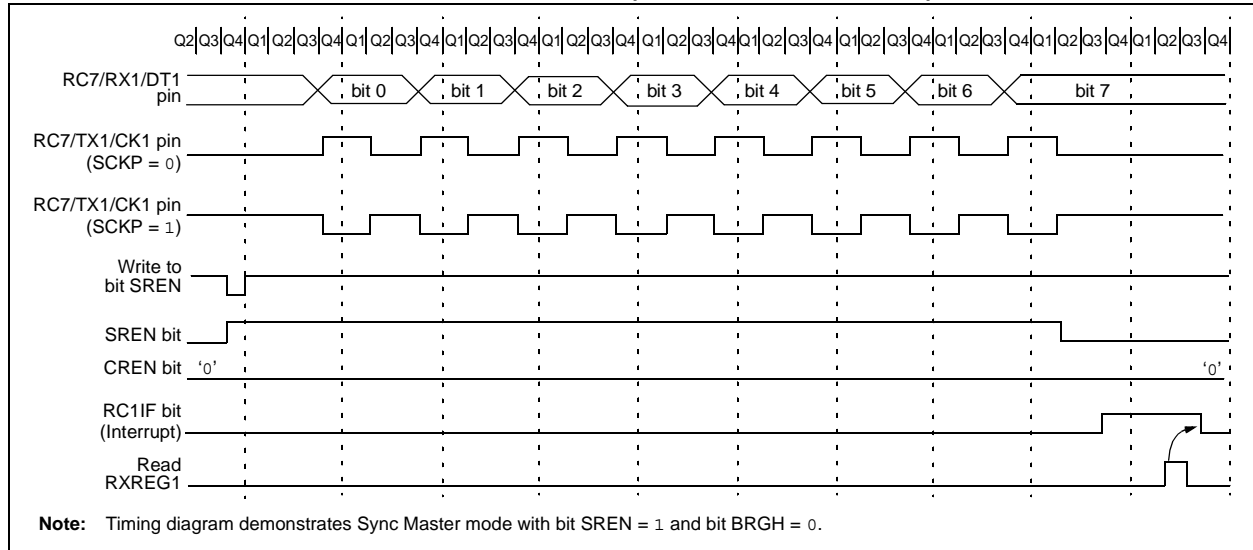 Q2 Q3 Q4 Q1 Q2 Q3 Q4 Q1 Q2 Q3 Q4 Q1 Q2 Q3 Q4 Q1 Q2 Q3 Q4 Q1 Q2 Q3 Q4 Q1 Q2 Q3 Q4 Q1 Q2 Q3 Q4 Q1 Q2 Q3 Q4 Q1 Q2 Q3 Q4 Q1 Q2 Q3 Q4
RC7/RX1/DT1
pin
bit 0 bit 1 bit 2 bit 3 bit 4 bit 5 bit 6 bit 7
RC7/TX1/CK1 pin
(SCKP = 0)
RC7/TX1/CK1 pin
(SCKP = 1)
Write to
bit SREN
SREN bit
CREN bit '0' '0'
RC1IF bit
(Interrupt)
Read
RXREG1
Note: Timing diagram demonstrates Sync Master mode with bit SREN = 1 and bit BRGH = 0.